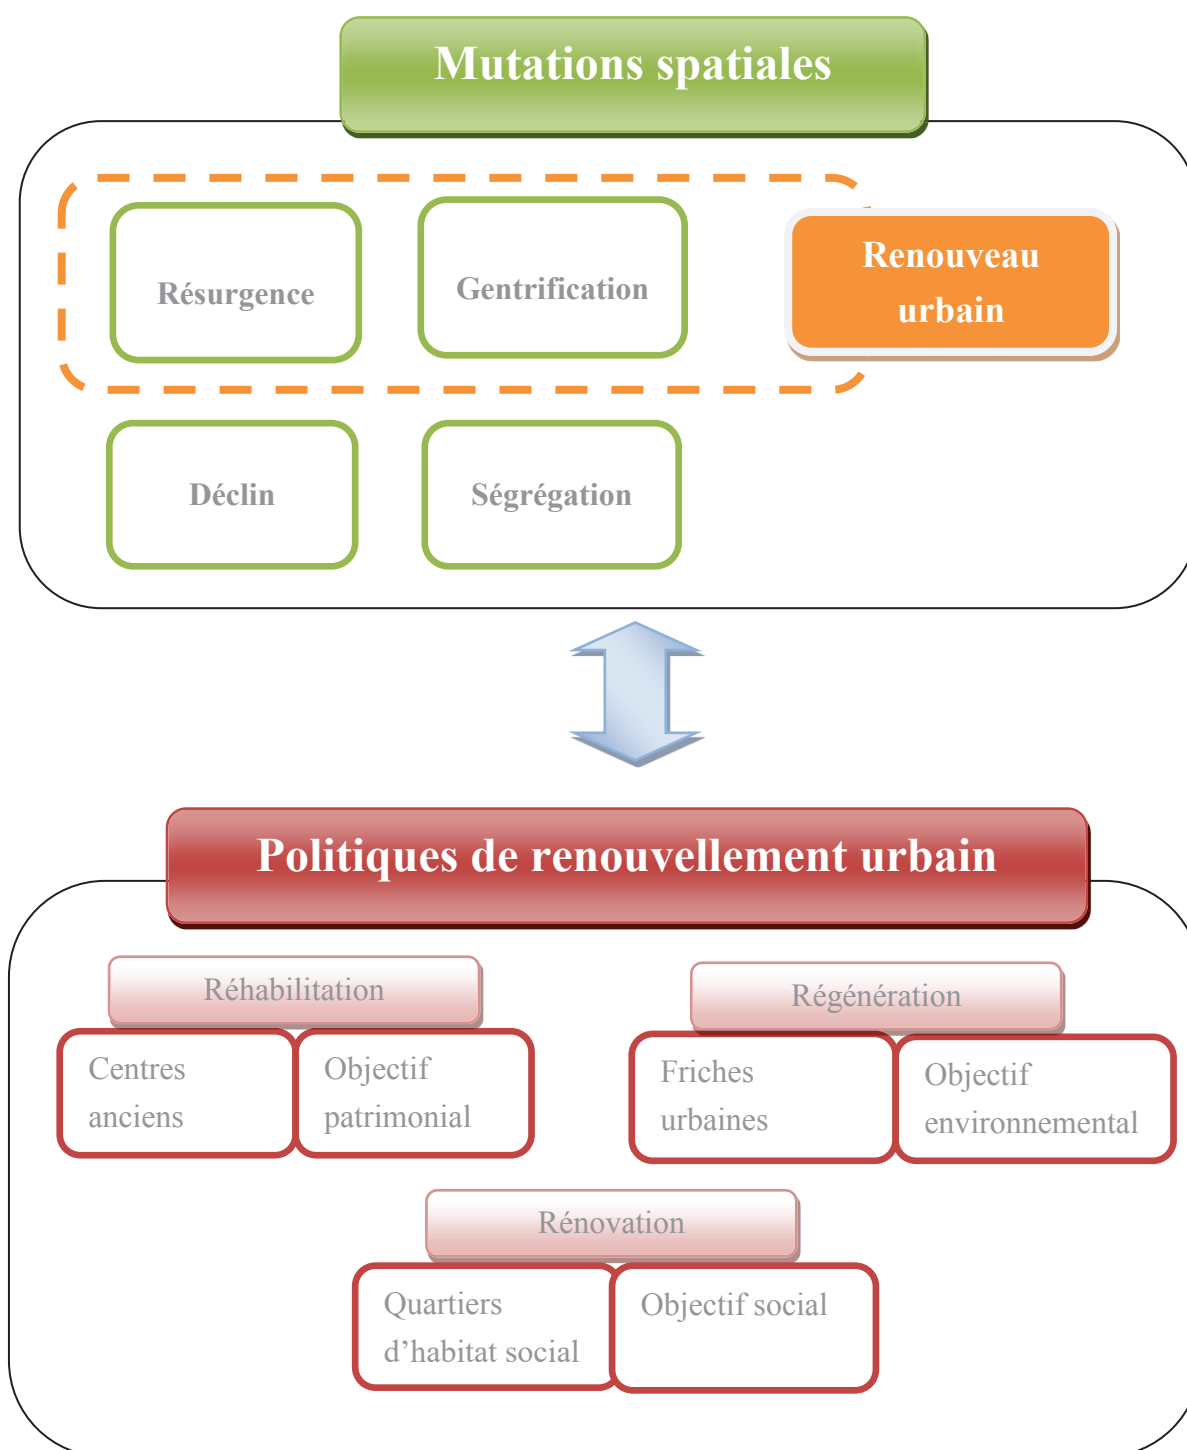 Mutations spatiales
Résurgence
Gentrification
Renouveau
urbain
Déclin
Ségrégation
Politiques de renouvellement urbain
Réhabilitation
Centres
anciens
Objectif
patrimonial
Régénération
Friches
urbaines
Objectif
environnemental
Rénovation
Quartiers
d’habitat social
Objectif social